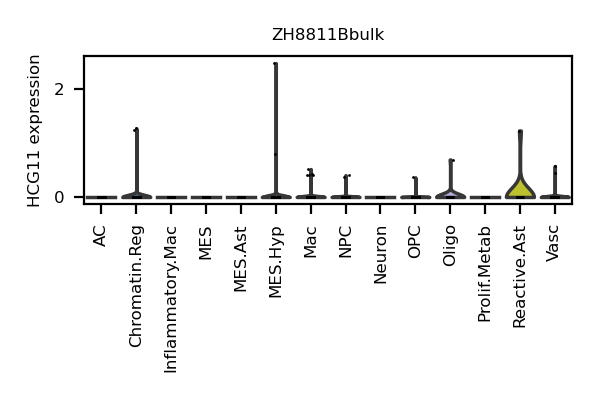 ZH8811Bbulk
HCG11 expression
2
0
AC
Chromatin.Reg
Inflammatory.Mac
MES
MES.Ast
MES.Hyp
Mac
NPC
Neuron
OPC
Oligo
Prolif.Metab
Reactive.Ast
Vasc